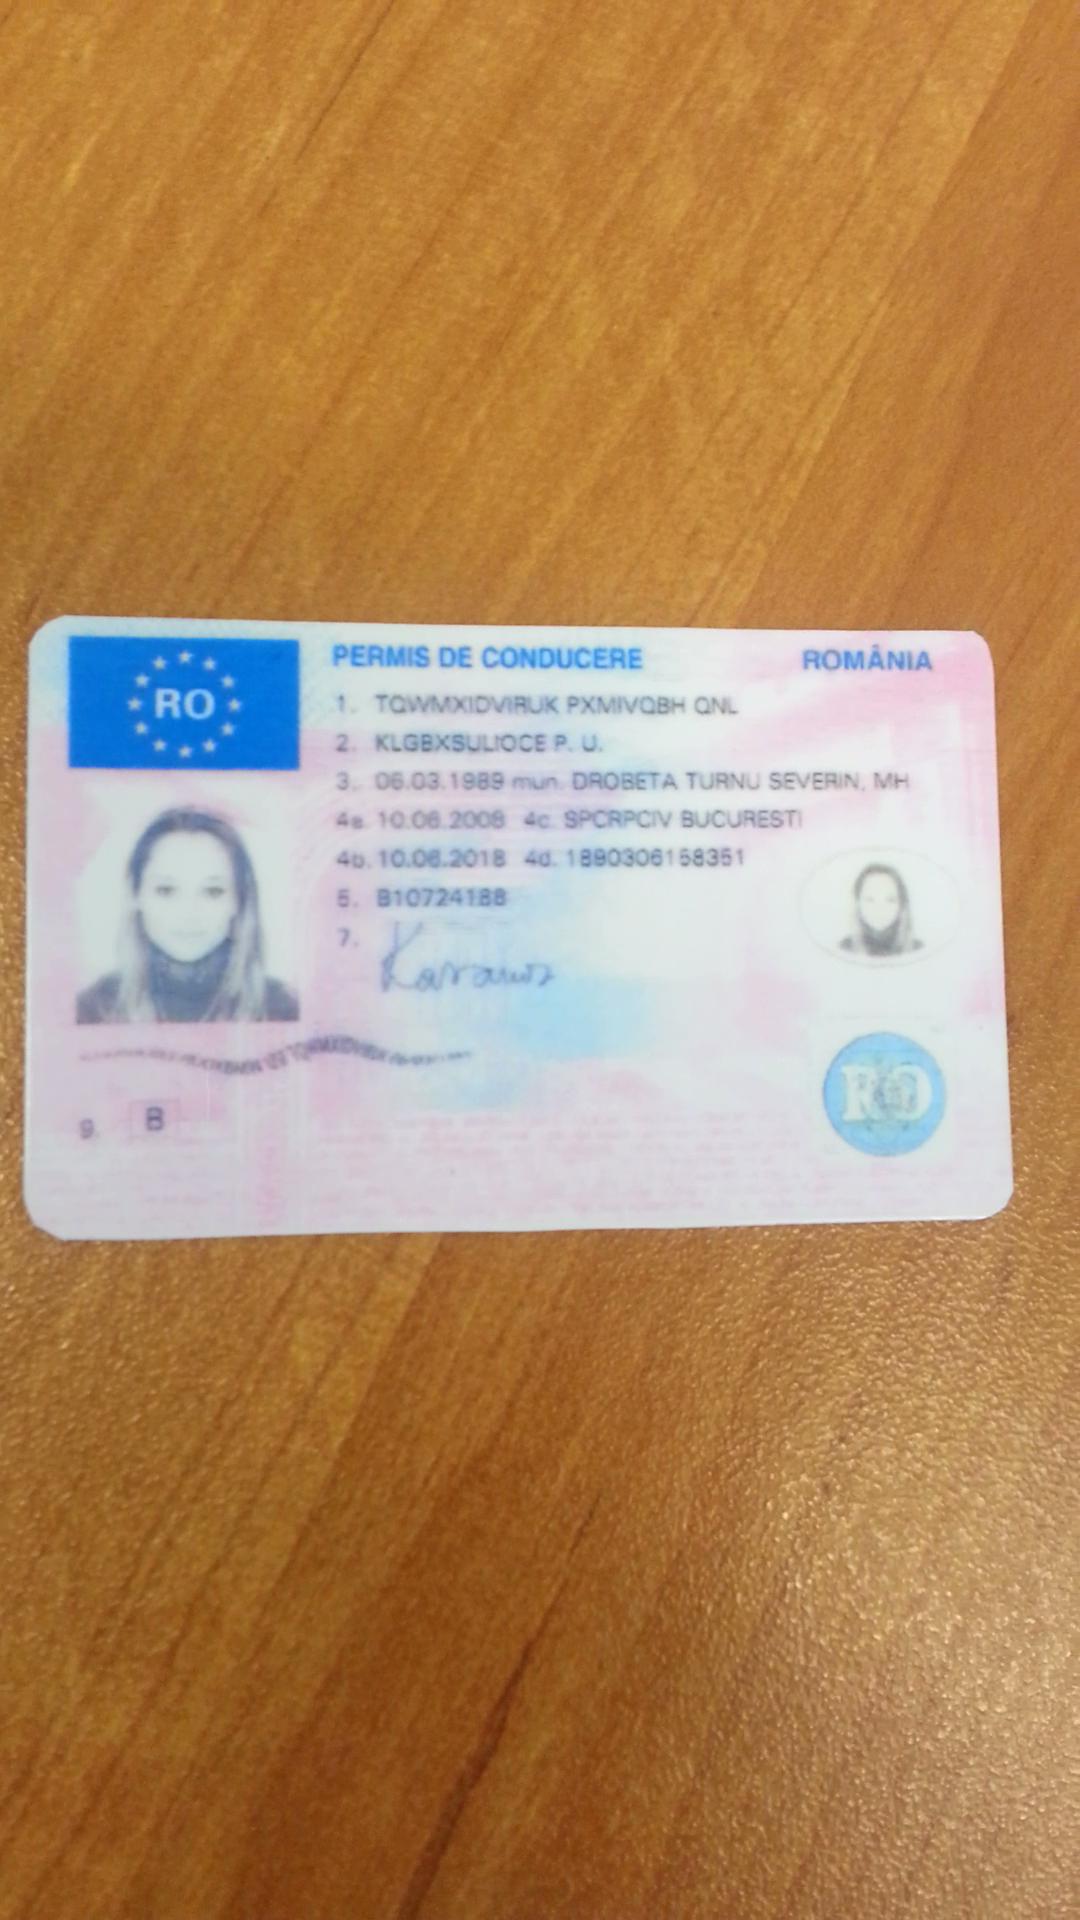 RO
PERMIS DE CONDUCERE ROMÂNIA
1. TQWMXIDVIRUK PXMIVQBH QNL
2. KLGBXSULIOCE P. U.
3. 06.03.1989 mun. DROBETA TURNU SEVERIN, MH
4a. 10.06.2008 4c. SPCRPCIV BUCURESTI
4b. 10.06.2018 4d. 1890306158351
5. B10724188
7.
TQWMXIDVIRUK
9. B
RO